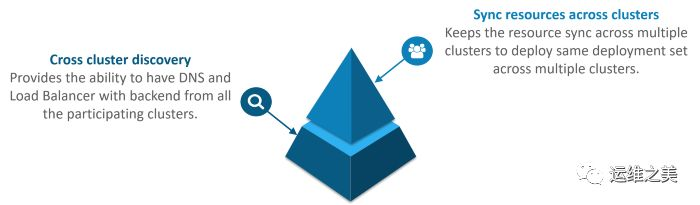 Cross cluster discovery
Provides the ability to have DNS and
Load Balancer with backend from all
the participating clusters.
Sync resources across clusters
Keeps the resource sync across multiple
clusters to deploy same deployment set
across multiple clusters.
运维之美